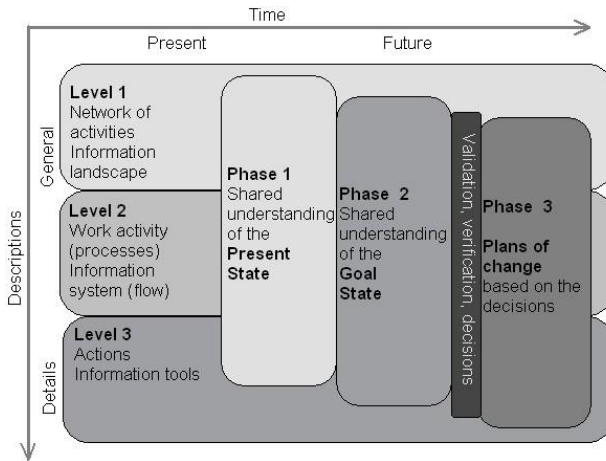 Time
Present
Future
Descriptions
General
Details
Level 1
Network of
activities
Information
landscape
Level 2
Work activity
(processes)
Information
system (flow)
Level 3
Actions
Information tools
Phase 1
Shared
understanding
of the
Present
State
Phase 2
Shared
understanding
of the
Goal
State
Validation, verification, decisions
Phase 3
Plans of
change
based on the
decisions